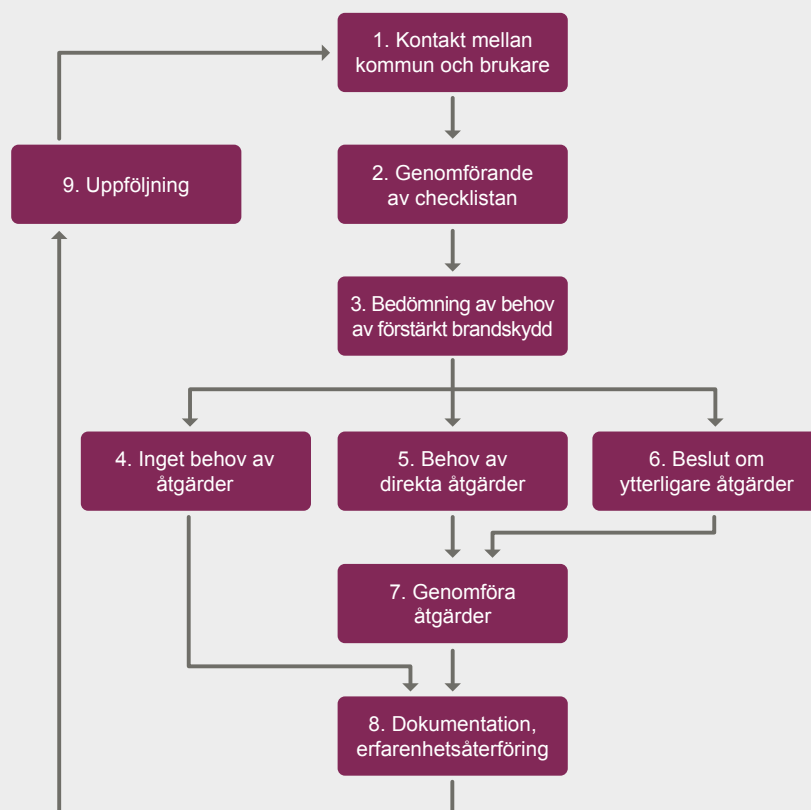 1. Kontakt mellan
kommun och brukare
2. Genomförande
av checklistan
3. Bedömning av behov
av förstärkt brandskydd
4. Inget behov av
åtgärder
5. Behov av
direkta åtgärder
6. Beslut om
ytterligare åtgärder
7. Genomföra
åtgärder
8. Dokumentation,
erfarenhetsåterföring
9. Uppföljning